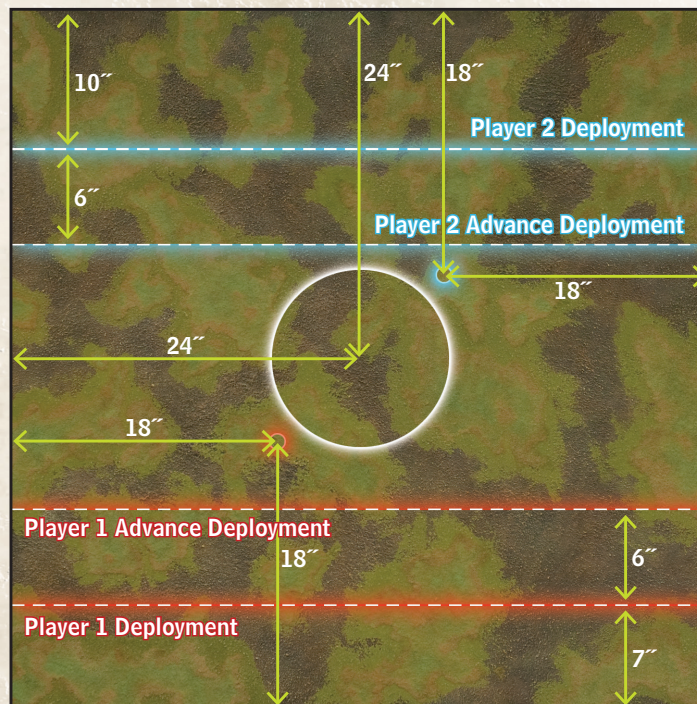 10″
24″
18″
Player 2 Deployment
6″
Player 2 Advance Deployment
18″
24″
18″
Player 1 Advance Deployment
18″
6″
Player 1 Deployment
7″